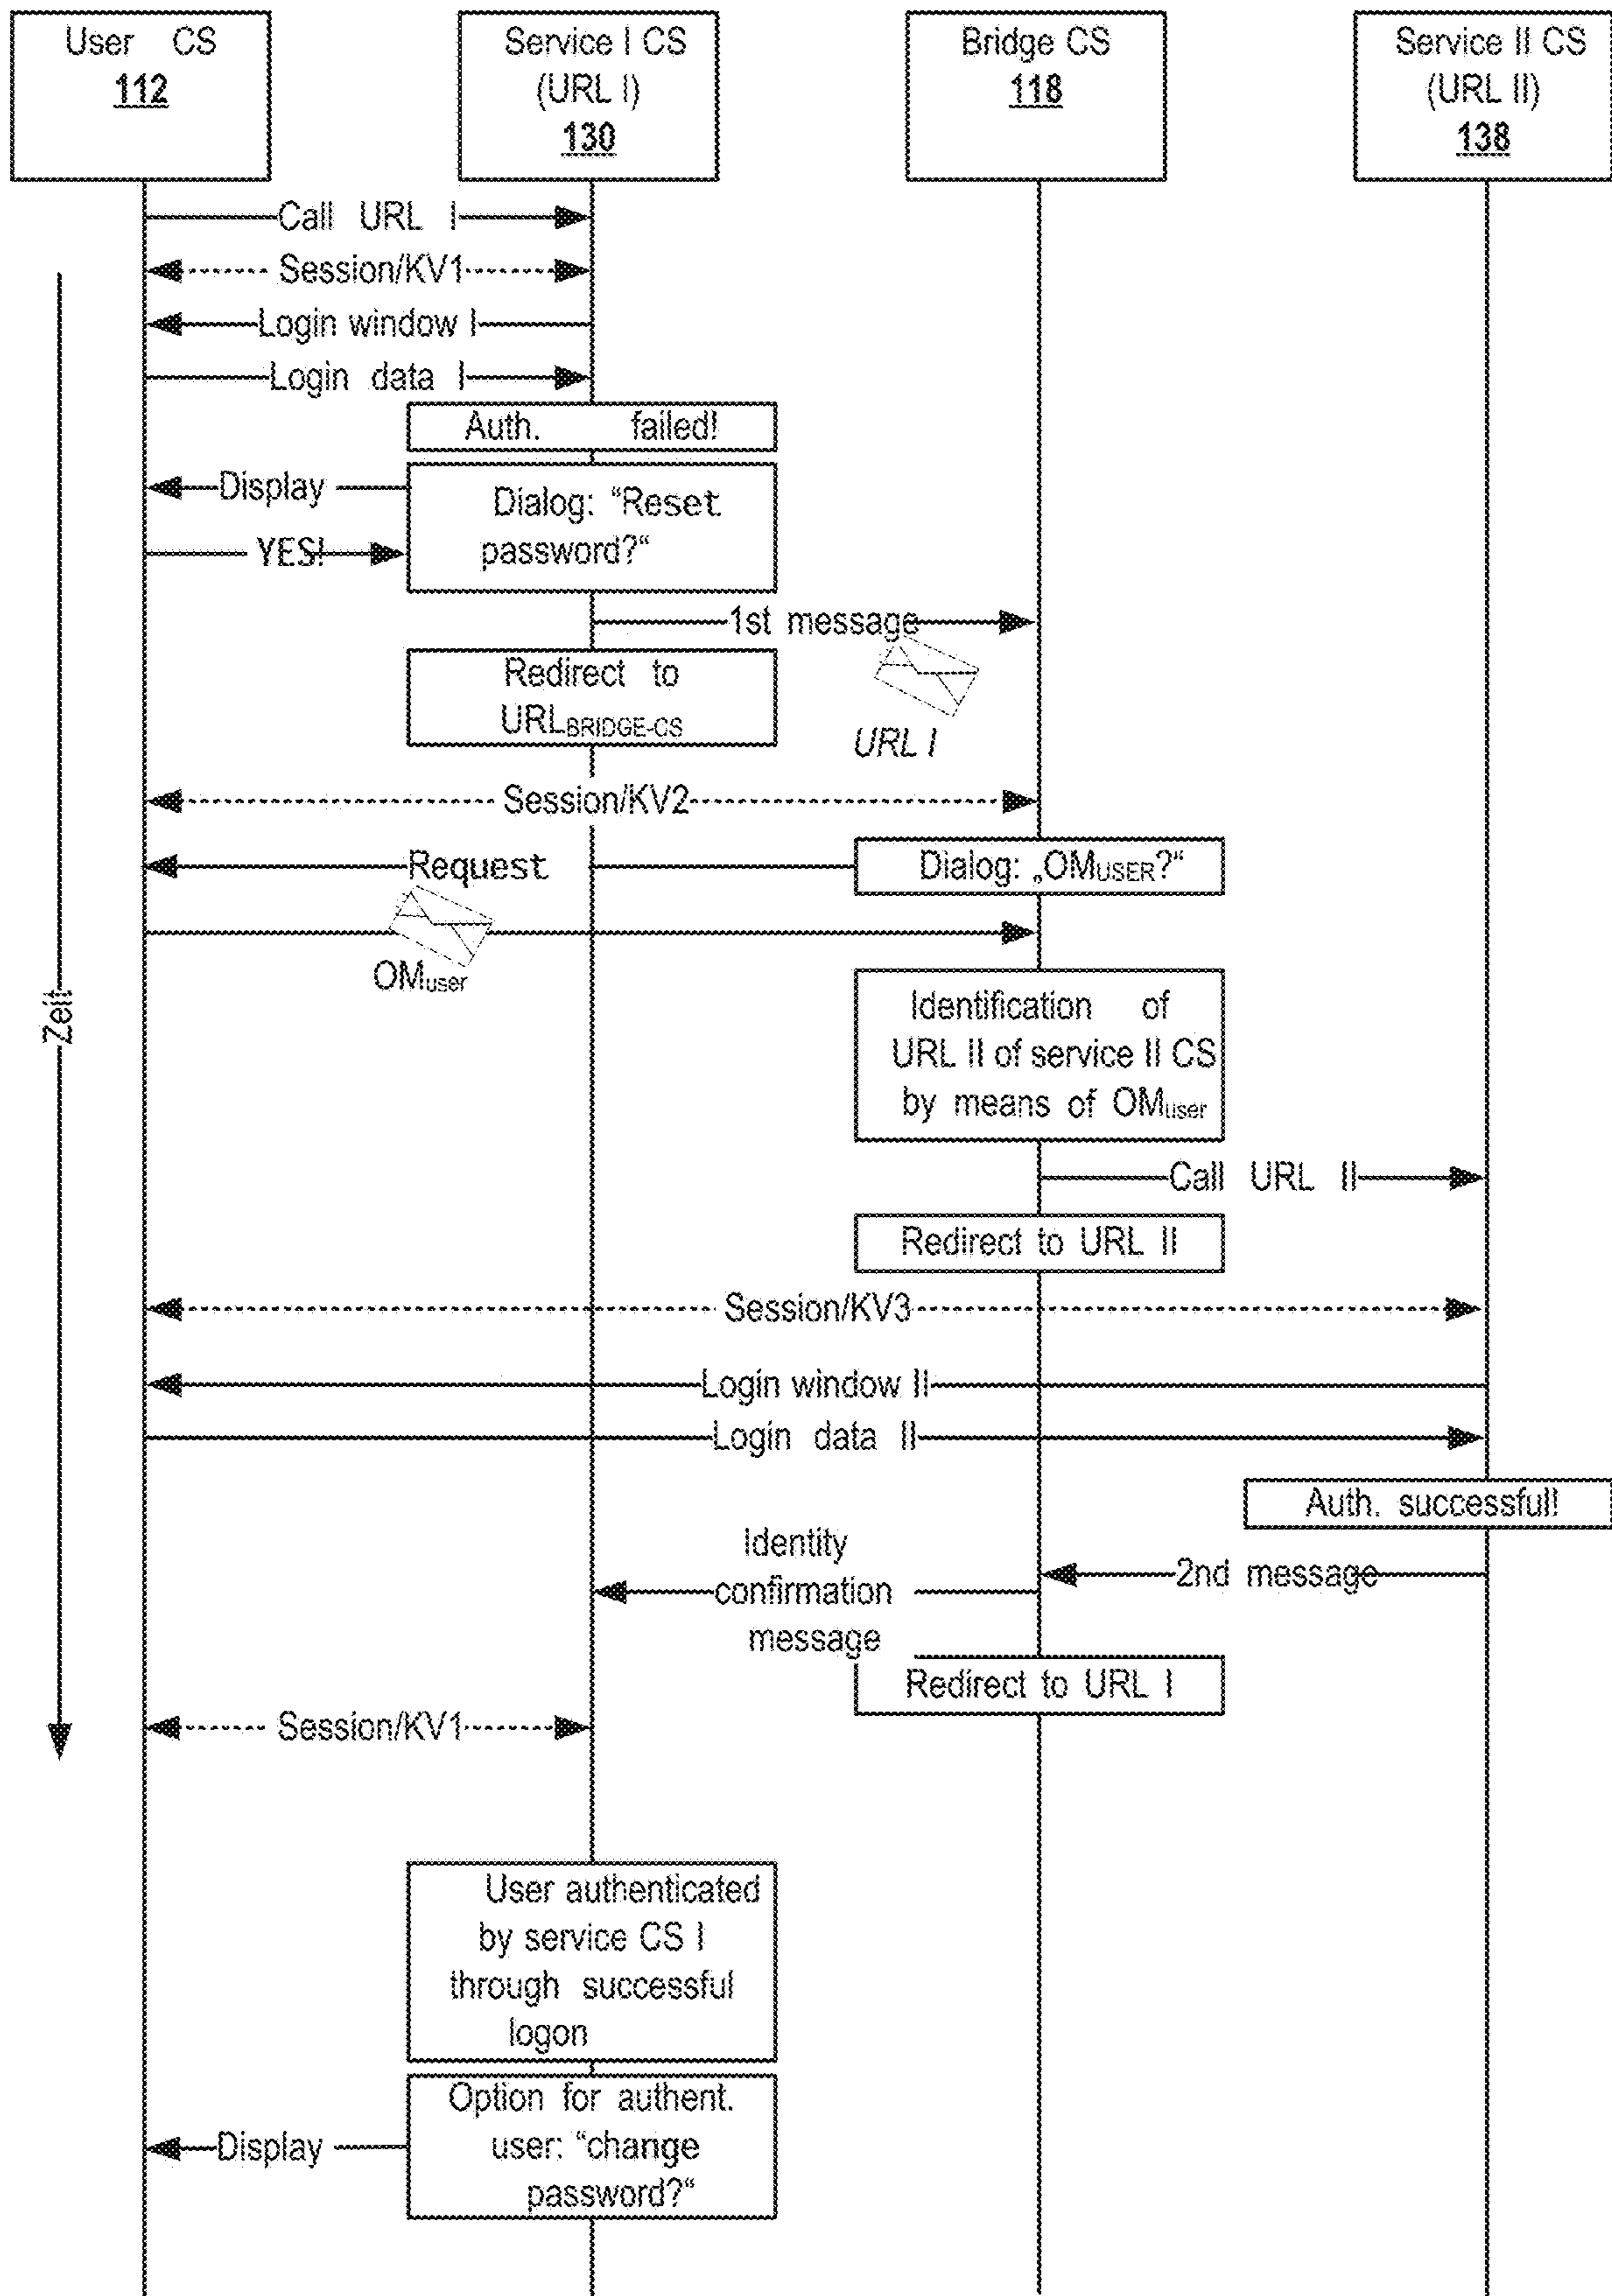 User CS
112
Service I CS
(URL I)
130
Bridge CS
118
Service II CS
(URL II)
138
Call URL I
Session/KV1
Login window I
Login data I
Auth. failed!
Display
Dialog: “Reset
password?“
YES!
1st message
Redirect to
URLBRIDGE-CS
URL I
Session/KV2
Request
Dialog: „OMUSER?“
OMuser
Identification of
URL II of service II CS
by means of OMuser
Zeit
Call URL II
Redirect to URL II
Session/KV3
Login window II
Login data II
Auth. successful!
2nd message
Identity
confirmation
message
Redirect to URL I
Session/KV1
User authenticated
by service CS I
through successful
logon
Option for authent.
user: “change
password?“
Display